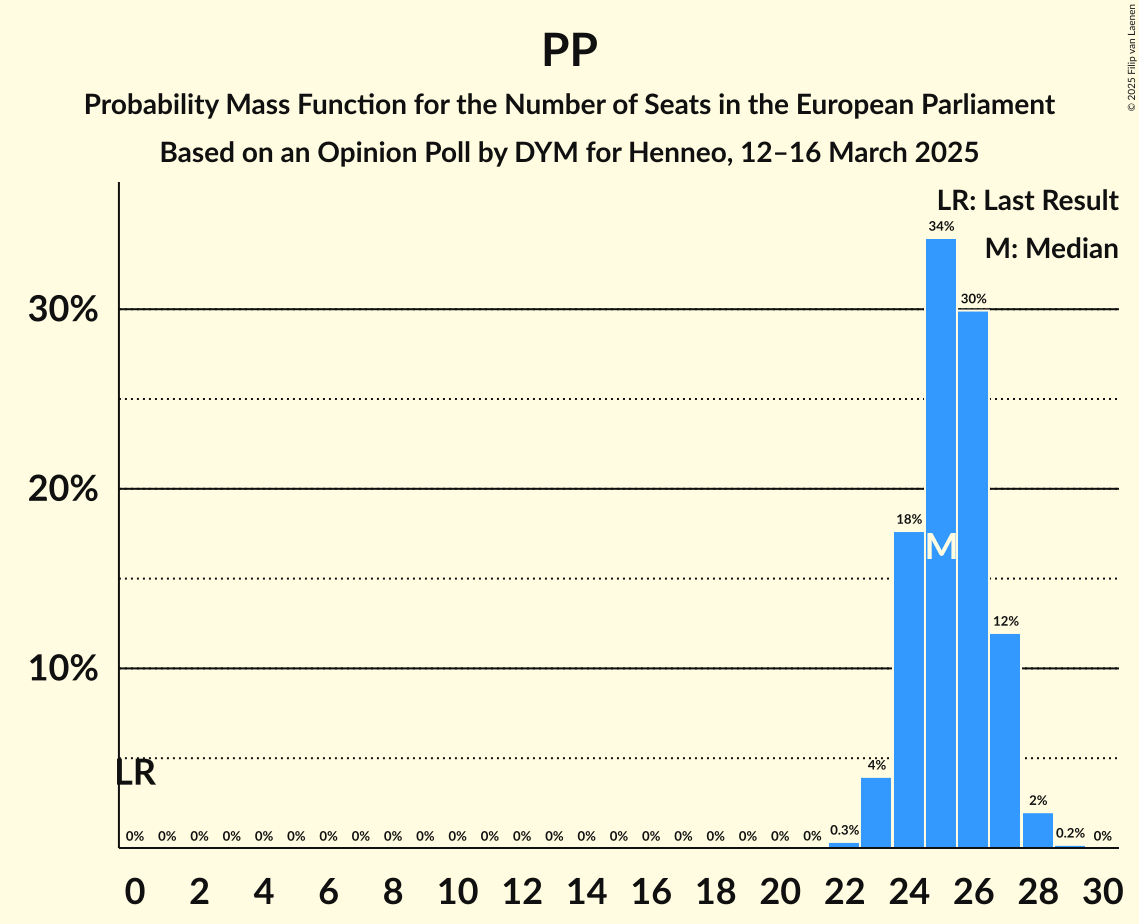 PP
Probability Mass Function for the Number of Seats in the European Parliament
Based on an Opinion Poll by DYM for Henneo, 12–16 March 2025
© 2025 Filip van Laenen
LR: Last Result
M: Median
34%
30%
30%
20%
18%
M
12%
10%
LR
4%
2%
0% 0% 0% 0% 0% 0% 0% 0% 0% 0% 0% 0% 0% 0% 0% 0% 0% 0% 0% 0% 0% 0% 0.3% 0.2% 0%
0 2 4 6 8 10 12 14 16 18 20 22 24 26 28 30